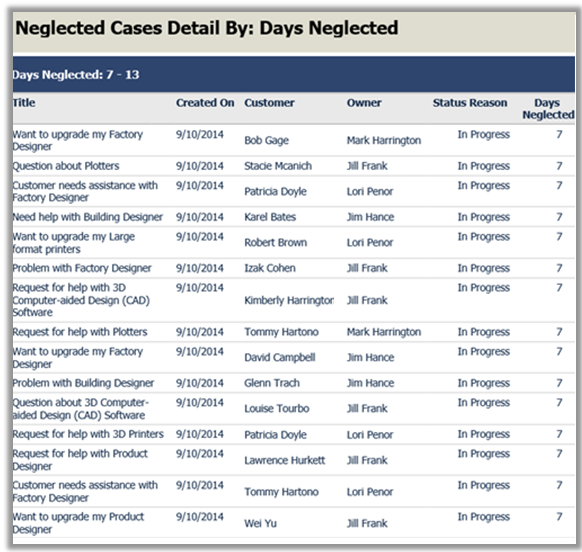 Neglected Cases Detail By: Days Neglected
Days Neglected: 7 - 13
Title Created On Customer Owner Status Reason Days Neglected
Want to upgrade my Factory Designer 9/10/2014 Bob Gage Mark Harrington In Progress 7
Question about Plotters 9/10/2014 Stacie Mcanich Jill Frank In Progress 7
Customer needs assistance with Factory Designer 9/10/2014 Patricia Doyle Lori Penor In Progress 7
Need help with Building Designer 9/10/2014 Karel Bates Jim Hance In Progress 7
Want to upgrade my Large format printers 9/10/2014 Robert Brown Lori Penor In Progress 7
Problem with Factory Designer 9/10/2014 Izak Cohen Jill Frank In Progress 7
Request for help with 3D Computer-aided Design (CAD) Software 9/10/2014 Kimberly Harringtor Jill Frank In Progress 7
Request for help with Plotters 9/10/2014 Tommy Hartono Mark Harrington In Progress 7
Want to upgrade my Factory Designer 9/10/2014 David Campbell Jim Hance In Progress 7
Problem with Building Designer 9/10/2014 Glenn Trach Jim Hance In Progress 7
Question about 3D Computer-aided Design (CAD) Software 9/10/2014 Louise Tourbo Jill Frank In Progress 7
Request for help with 3D Printers 9/10/2014 Patricia Doyle Lori Penor In Progress 7
Request for help with Product Designer 9/10/2014 Lawrence Hurkett Jill Frank In Progress 7
Customer needs assistance with Factory Designer 9/10/2014 Tommy Hartono Lori Penor In Progress 7
Want to upgrade my Product Designer 9/10/2014 Wei Yu Jill Frank In Progress 7